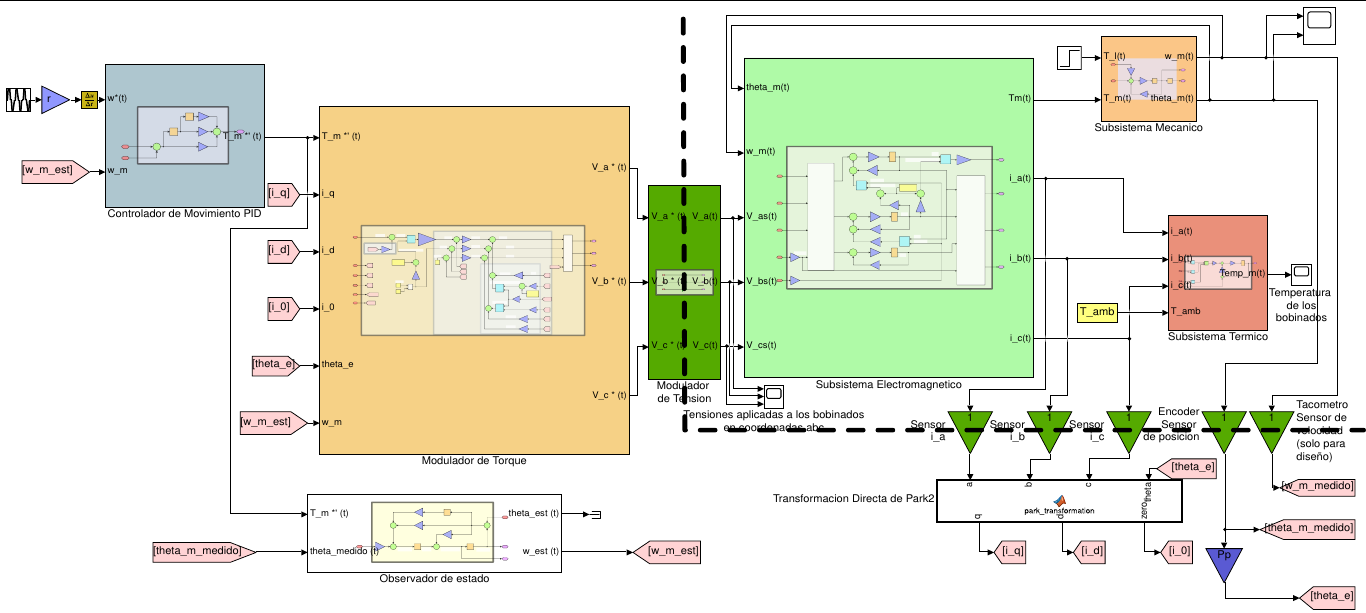 r
Δu
Δt
w*(t)
w_m
T_m *' (t)
Controlador de Movimiento PID
[w_m_est]
[i_q]
[i_d]
[i_0]
[theta_e]
[w_m_est]
T_m *' (t)
i_q
i_d
i_0
theta_e
w_m
V_a * (t)
V_b * (t)
V_c * (t)
Modulador de Torque
V_a * (t)
V_b * (t)
V_c * (t)
V_a(t)
V_b(t)
V_c(t)
Modulador
de Tension
theta_m(t)
w_m(t)
V_as(t)
V_bs(t)
V_cs(t)
Tm(t)
i_a(t)
i_b(t)
i_c(t)
Subsistema Electromagnetico
Tensiones aplicadas a los bobinados
en coordenadas abc
T_l(t)
T_m(t)
w_m(t)
theta_m(t)
Subsistema Mecanico
i_a(t)
i_b(t)
i_c(t)
T_amb
Temp_m(t)
T_amb
Subsistema Termico
Temperatura
de los
bobinados
Sensor
i_a
1
Sensor
i_b
1
Sensor
i_c
1
Encoder
Sensor
de posicion
1
1
Tacometro
Sensor de
velocidad
(solo para
diseño)
[theta_e]
[w_m_medido]
[theta_m_medido]
Pp
[theta_e]
Transformacion Directa de Park2
a
b
c
theta
park_transformation
q
d
zero
[i_q]
[i_d]
[i_0]
T_m *' (t)
theta_medido (t)
theta_est (t)
w_est (t)
Observador de estado
[theta_m_medido]
[w_m_est]